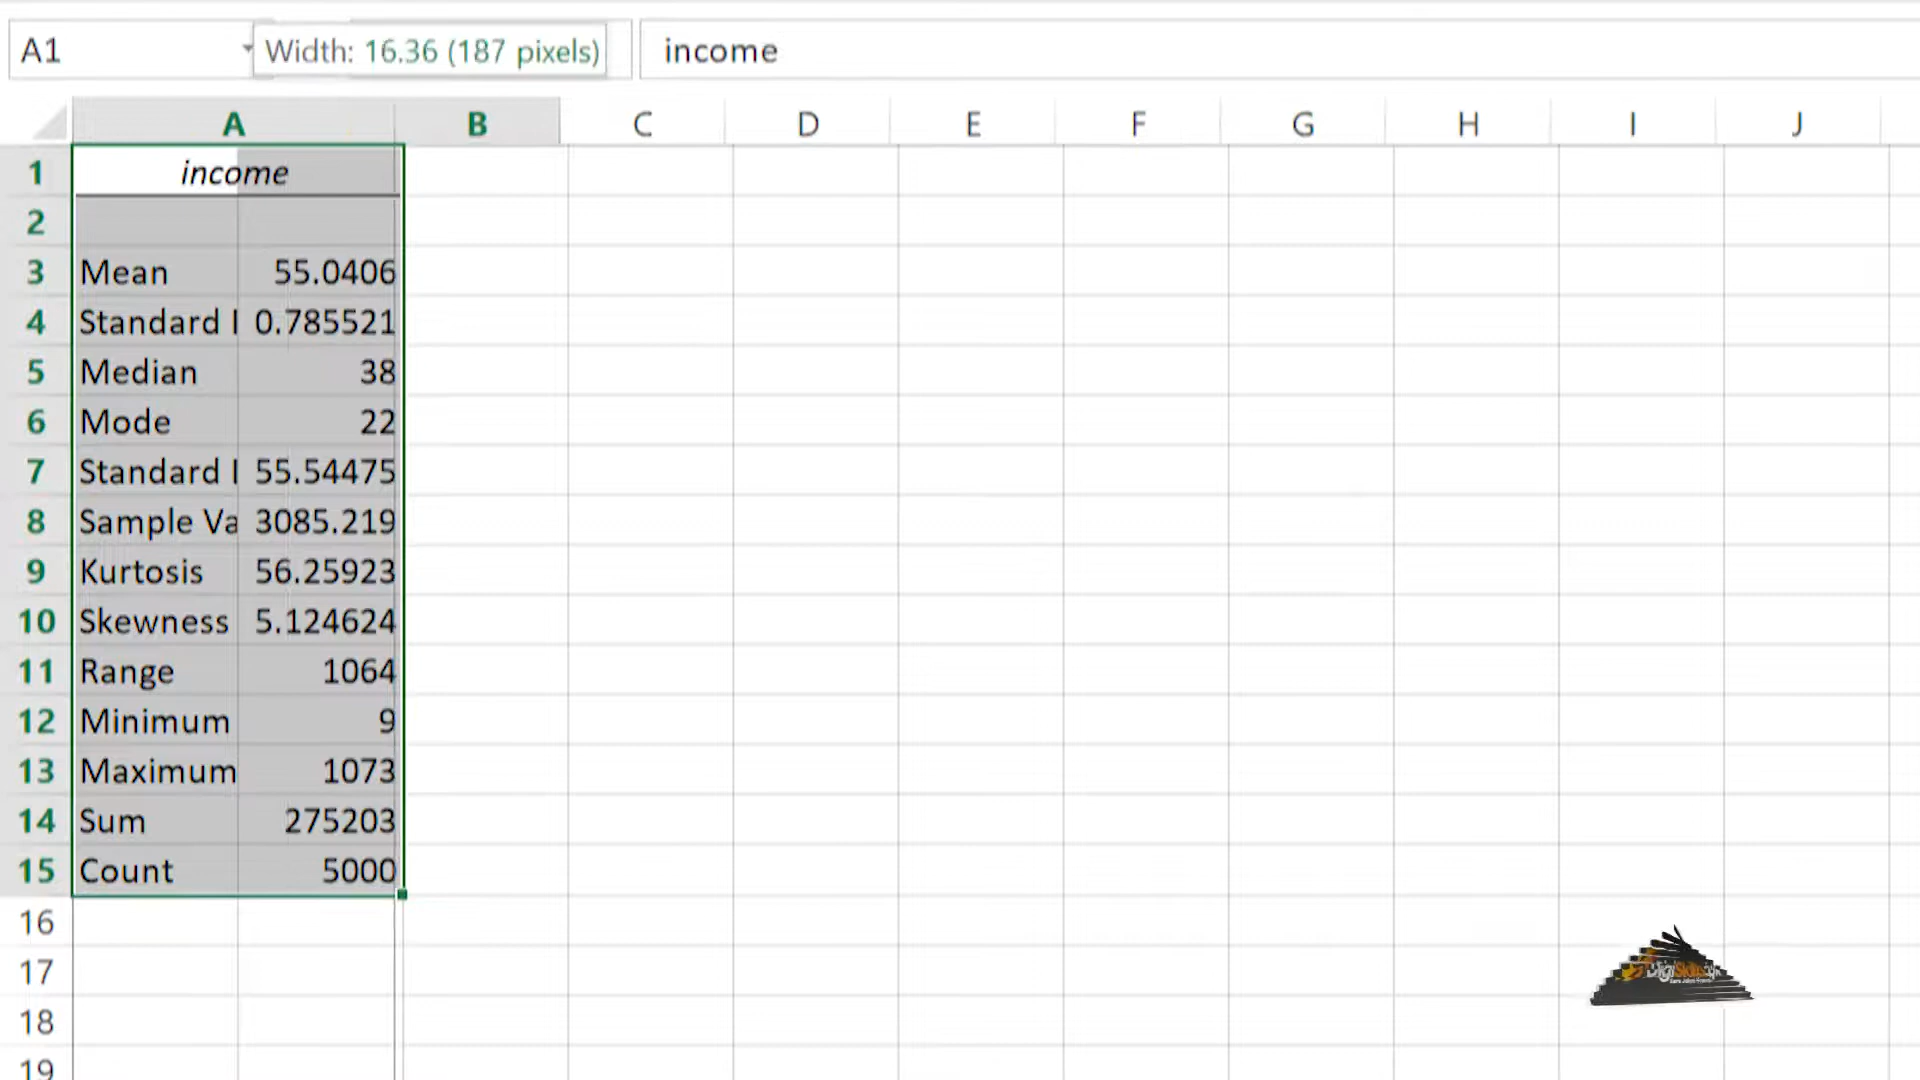 A1 Width: 16.36 (187 pixels) income
A B C D E F G H I J
1 income
2
3 Mean 55.0406
4 Standard 0.785521
5 Median 38
6 Mode 22
7 Standard 55.54475
8 Sample Va 3085.219
9 Kurtosis 56.25923
10 Skewness 5.124624
11 Range 1064
12 Minimum 9
13 Maximum 1073
14 Sum 275203
15 Count 5000
16
17
18
19